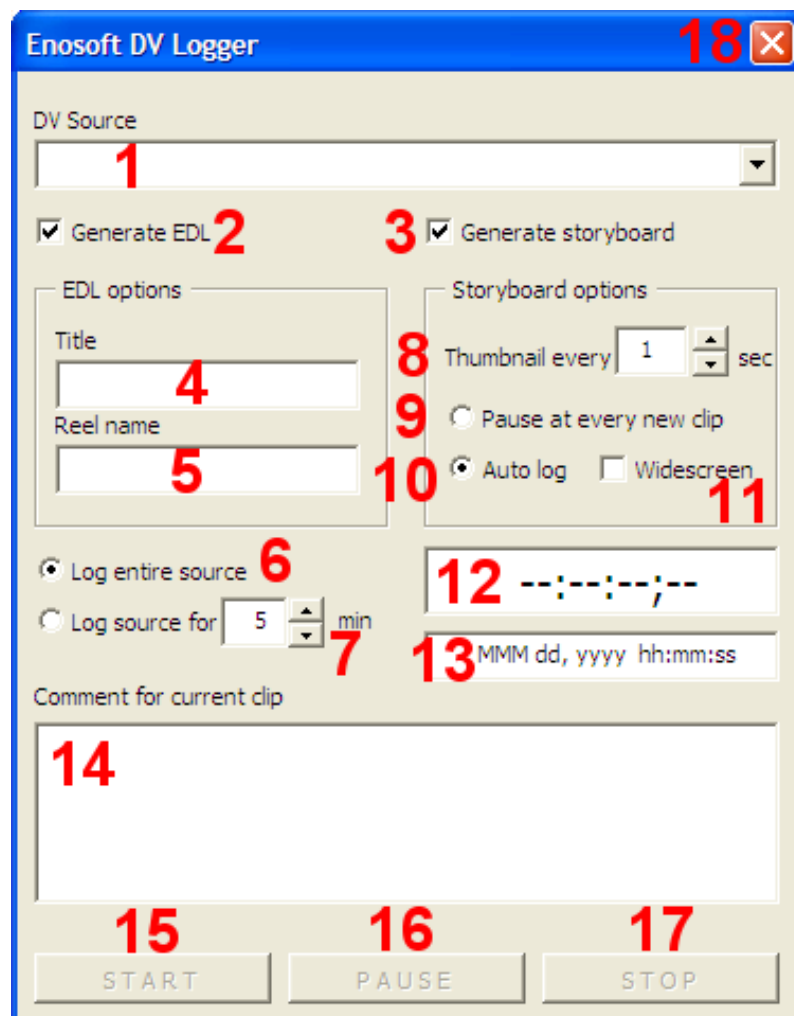 Enosoft DV Logger 18
DV Source
1
Generate EDL 2
3 Generate storyboard
EDL options
Title
4
Reel name
5
Storyboard options
8 Thumbnail every 1 sec
9 Pause at every new clip
10 Auto log Widescreen
11
Log entire source 6
Log source for 5 min
7
12 --:--:--;--
13 MMM dd, yyyy hh:mm:ss
Comment for current clip
14
15 16 17
START PAUSE STOP